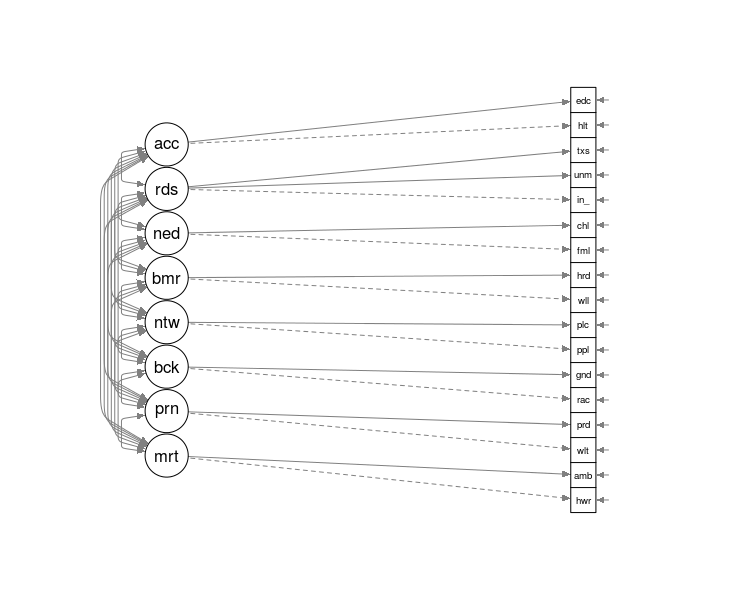 acc
rds
ned
bmr
ntw
bck
prn
mrt
edc
hlt
txs
unm
in_
chl
fml
hrd
wll
plc
ppl
gnd
rac
prd
wlt
amb
hwr